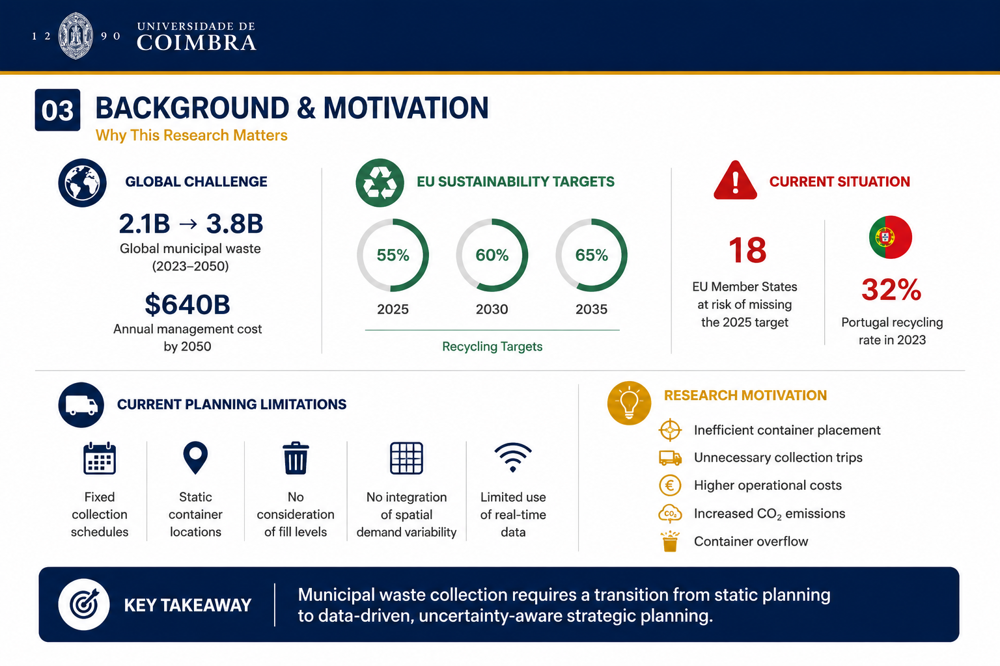 1 2 9 0
UNIVERSIDADE DE
COIMBRA
03
BACKGROUND & MOTIVATION
Why This Research Matters
GLOBAL CHALLENGE
2.1B → 3.8B
Global municipal waste
(2023–2050)
$640B
Annual management cost
by 2050
EU SUSTAINABILITY TARGETS
55%
2025
60%
2030
65%
2035
Recycling Targets
CURRENT SITUATION
18
EU Member States
at risk of missing
the 2025 target
32%
Portugal recycling
rate in 2023
CURRENT PLANNING LIMITATIONS
Fixed
collection
schedules
Static
container
locations
No
consideration
of fill levels
No integration
of spatial
demand variability
Limited use
of real-time
data
RESEARCH MOTIVATION
Inefficient container placement
Unnecessary collection trips
€
Higher operational costs
CO₂
Increased CO₂ emissions
Container overflow
KEY TAKEAWAY
Municipal waste collection requires a transition from static planning
to data-driven, uncertainty-aware strategic planning.